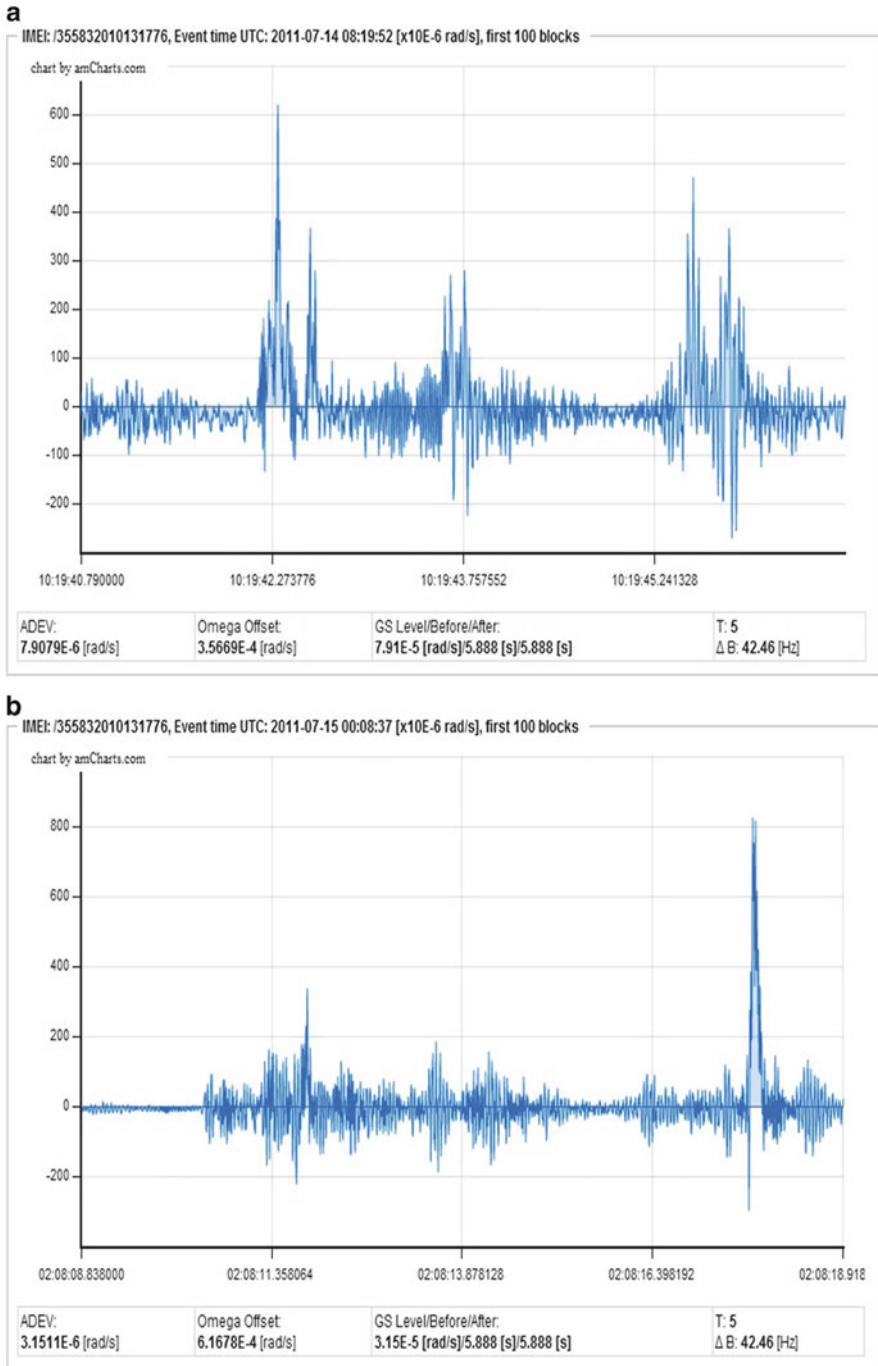 a
IMEI: /355832010131776, Event time UTC: 2011-07-14 08:19:52 [x10E-6 rad/s], first 100 blocks
chart by amCharts.com
600
500
400
300
200
100
0
-100
-200
10:19:40.790000 10:19:42.273776 10:19:43.757552 10:19:45.241328
ADEV: Omega Offset: GS Level/Before/After: T: 5
7.9079E-6 [rad/s] 3.5669E-4 [rad/s] 7.91E-5 [rad/s]/5.888 [s]/5.888 [s] Δ B: 42.46 [Hz]
b
IMEI: /355832010131776, Event time UTC: 2011-07-15 00:08:37 [x10E-6 rad/s], first 100 blocks
chart by amCharts.com
800
600
400
200
0
-200
02:08:08.838000 02:08:11.358064 02:08:13.878128 02:08:16.398192 02:08:18.918
ADEV: Omega Offset: GS Level/Before/After: T: 5
3.1511E-6 [rad/s] 6.1678E-4 [rad/s] 3.15E-5 [rad/s]/5.888 [s]/5.888 [s] Δ B: 42.46 [Hz]